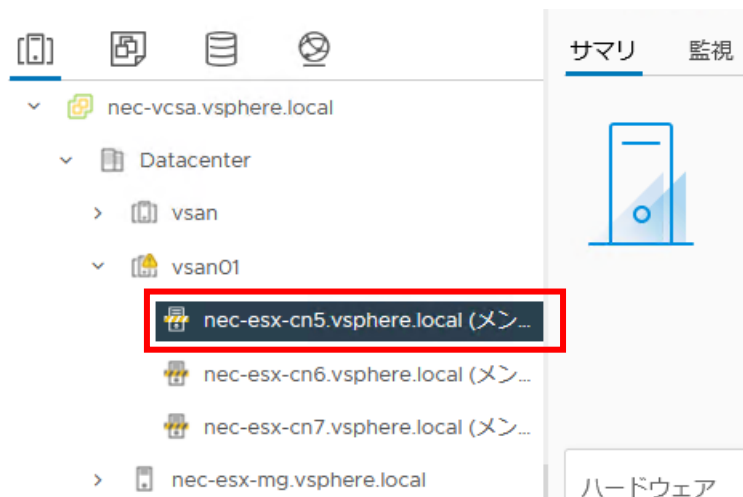 サマリ 監視
nec-vcsa.vsphere.local
Datacenter
vsan
vsan01
nec-esx-cn5.vsphere.local (メン...
nec-esx-cn6.vsphere.local (メン...
nec-esx-cn7.vsphere.local (メン...
nec-esx-mg.vsphere.local
ハードウェア